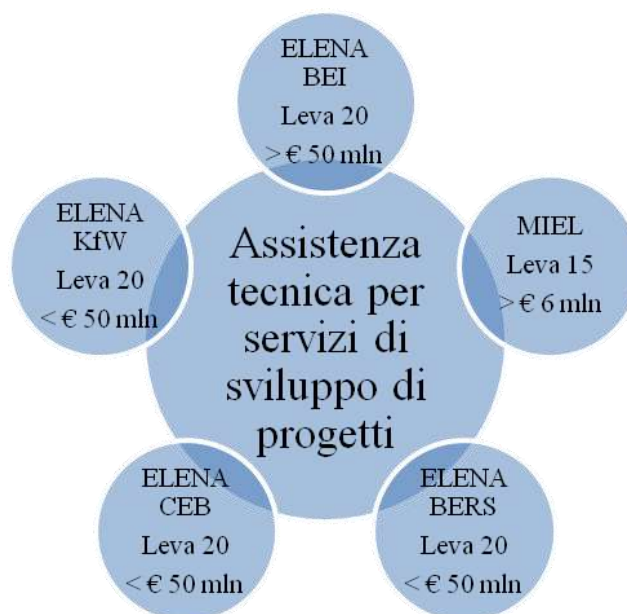 ELENA
BEI
Leva 20
> € 50 mln
ELENA
KfW
Leva 20
< € 50 mln
Assistenza
tecnica per
servizi di
sviluppo di
progetti
MIEL
Leva 15
> € 6 mln
ELENA
CEB
Leva 20
< € 50 mln
ELENA
BERS
Leva 20
< € 50 mln